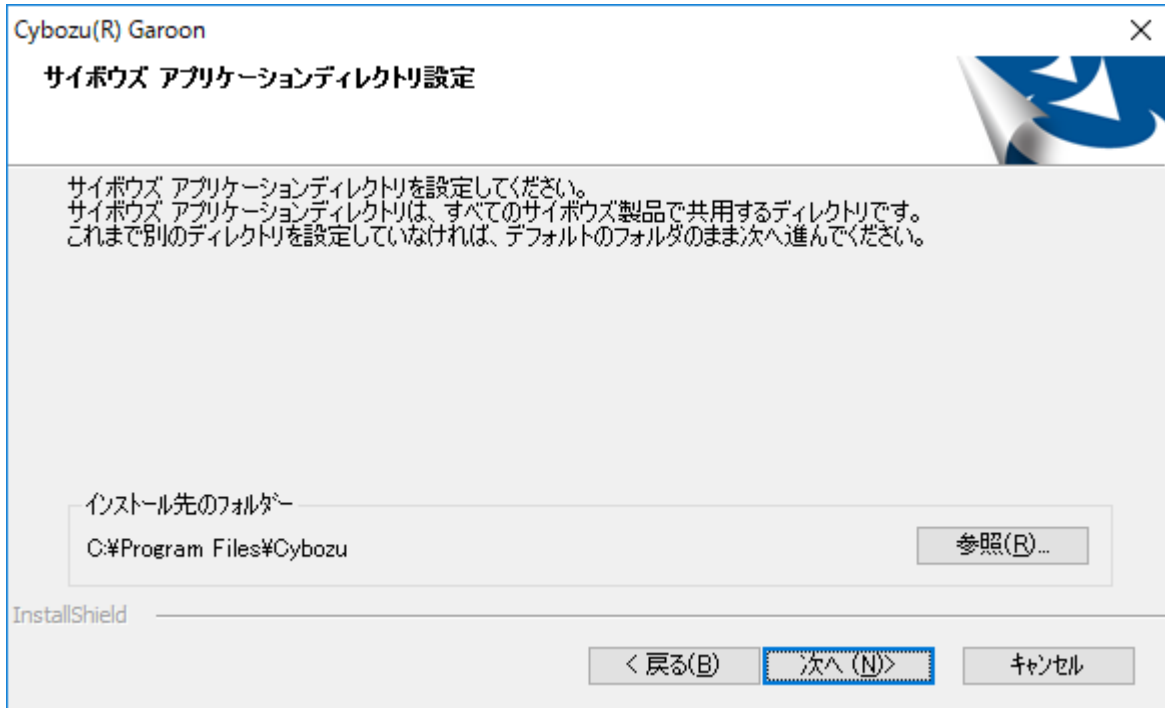 Cybozu(R) Garoon
サイボウズ アプリケーションディレクトリ設定
サイボウズ アプリケーションディレクトリを設定してください。
サイボウズ アプリケーションディレクトリは、すべてのサイボウズ製品で共用するディレクトリです。
これまで別のディレクトリを設定していなければ、デフォルトのフォルダのまま次へ進んでください。
インストール先のフォルダー
C:¥Program Files¥Cybozu
参照(R)...
InstallShield
< 戻る(B)
次へ (N)>
キャンセル